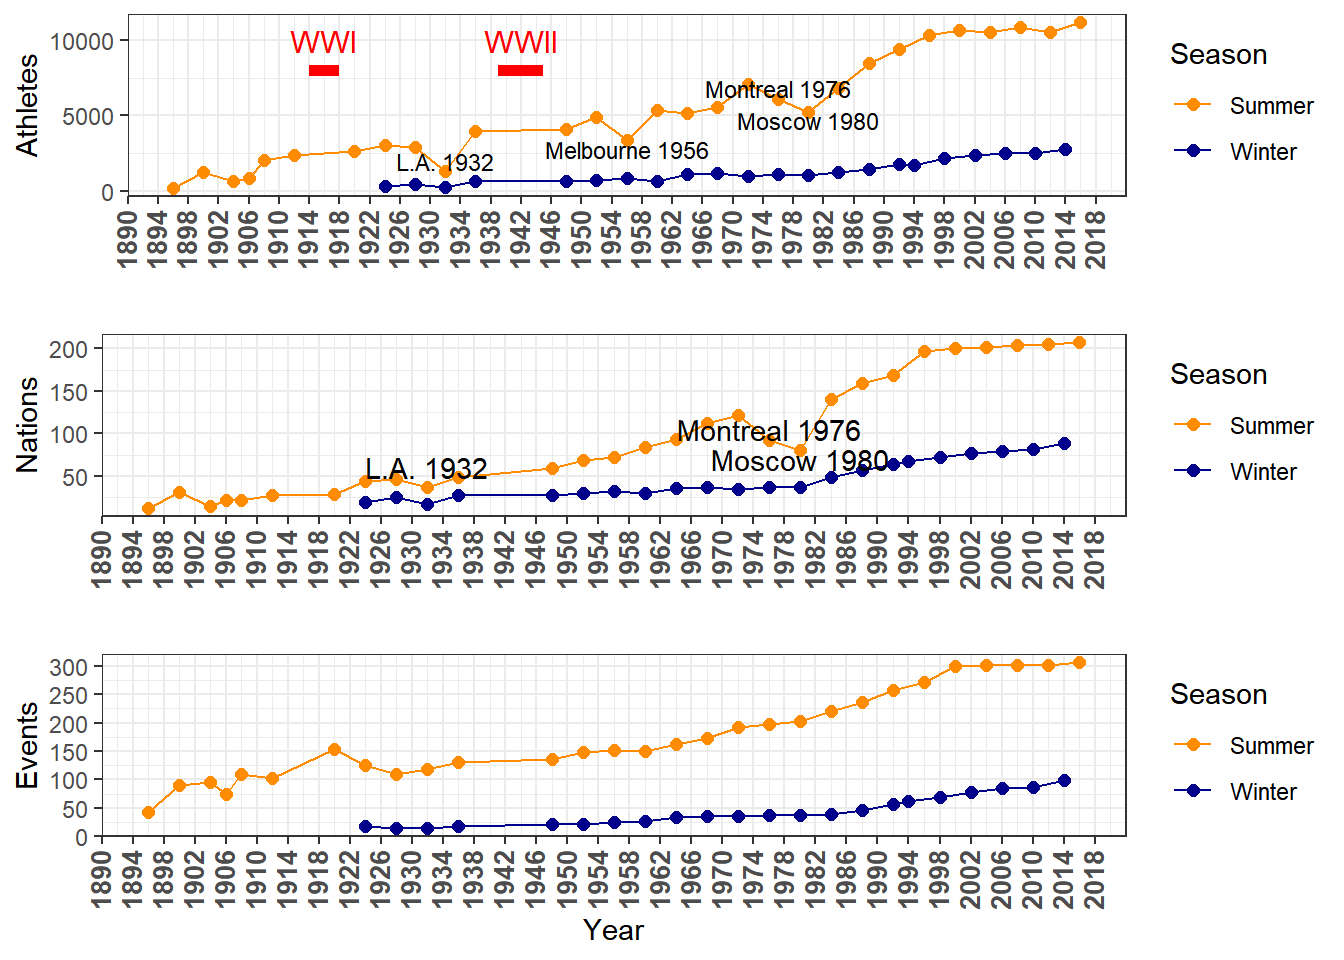 WWI
WWII
10000
5000
0
Athletes
Montreal 1976
Moscow 1980
Melbourne 1956
L.A. 1932
1890 1894 1898 1902 1906 1910 1914 1918 1922 1926 1930 1934 1938 1942 1946 1950 1954 1958 1962 1966 1970 1974 1978 1982 1986 1990 1994 1998 2002 2006 2010 2014 2018
Season
Summer
Winter
200
150
100
50
Nations
Montreal 1976
Moscow 1980
L.A. 1932
1890 1894 1898 1902 1906 1910 1914 1918 1922 1926 1930 1934 1938 1942 1946 1950 1954 1958 1962 1966 1970 1974 1978 1982 1986 1990 1994 1998 2002 2006 2010 2014 2018
Season
Summer
Winter
300
250
200
150
100
50
0
Events
1890 1894 1898 1902 1906 1910 1914 1918 1922 1926 1930 1934 1938 1942 1946 1950 1954 1958 1962 1966 1970 1974 1978 1982 1986 1990 1994 1998 2002 2006 2010 2014 2018
Year
Season
Summer
Winter